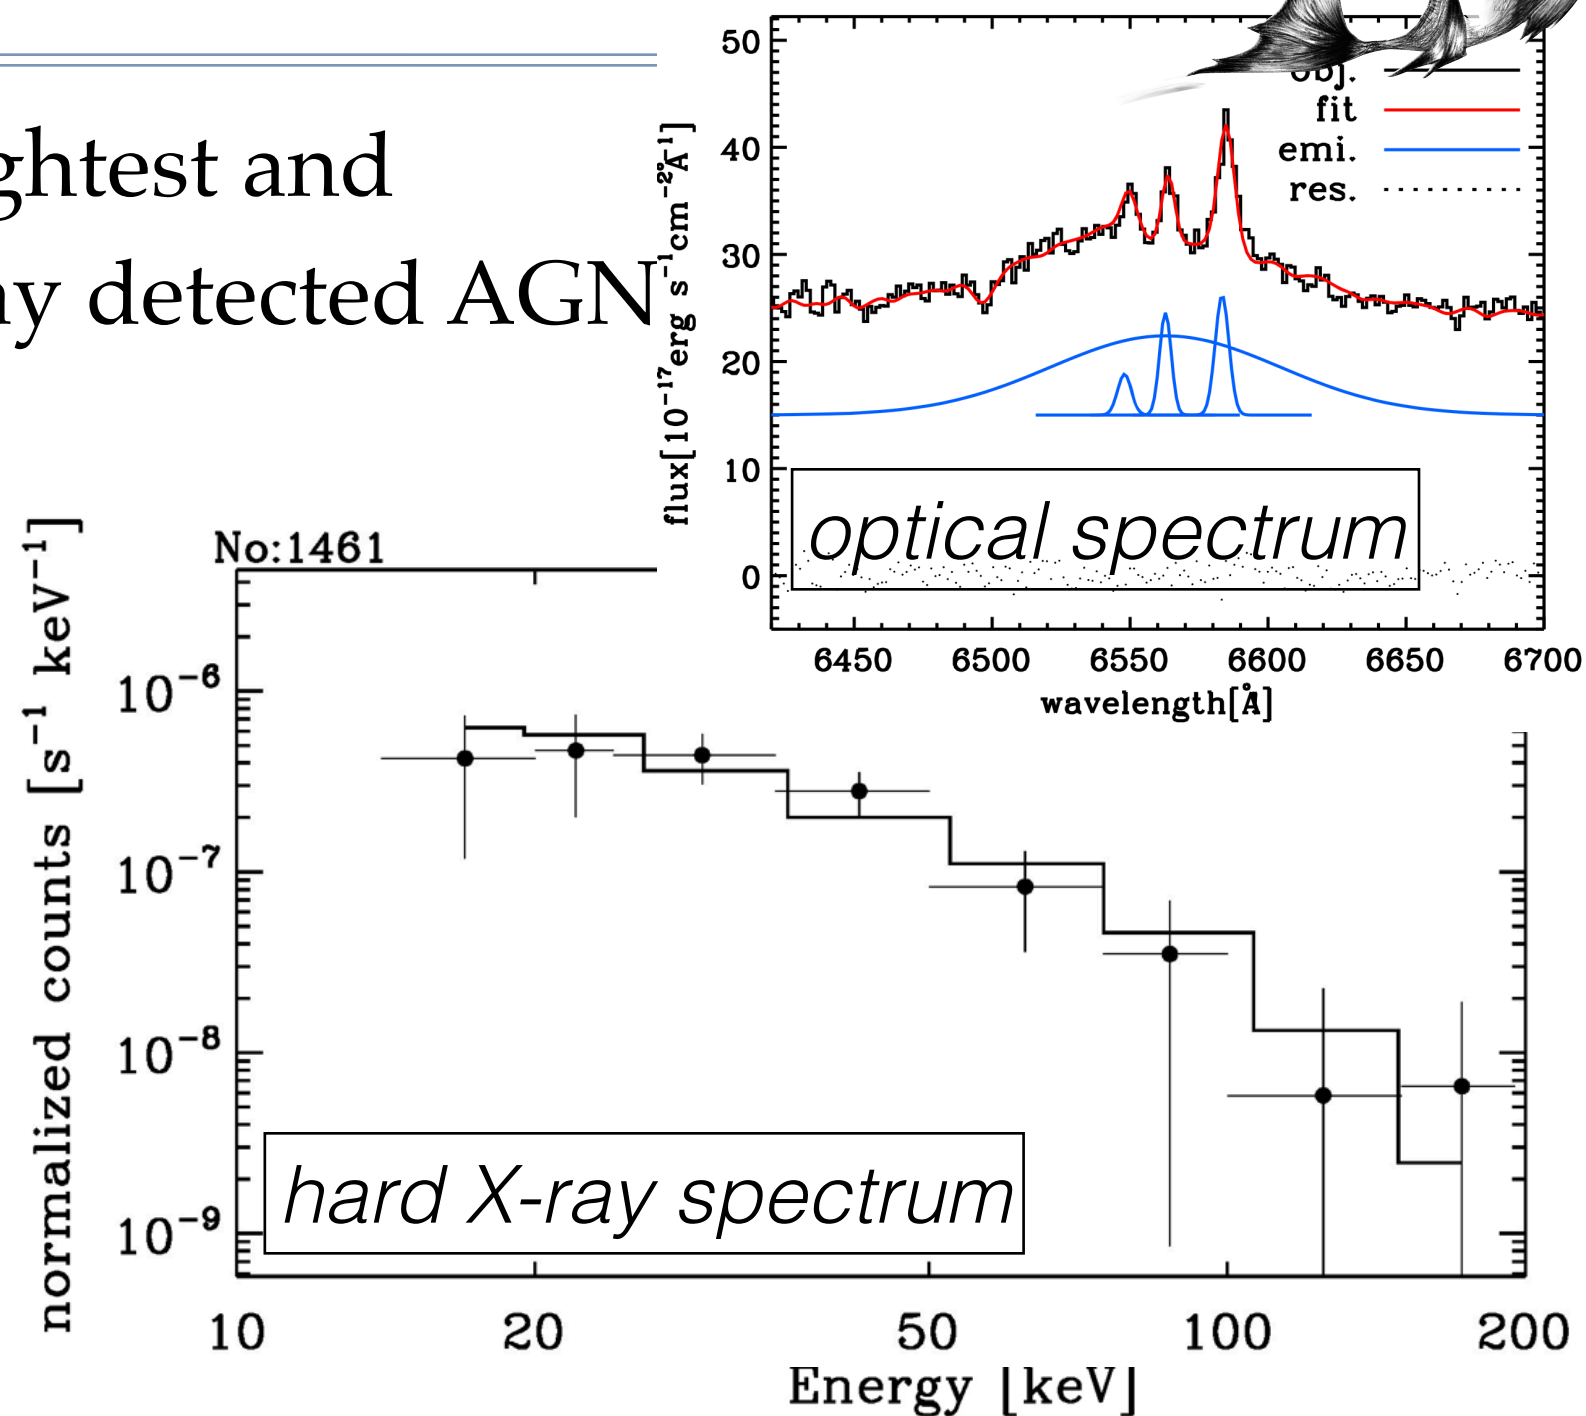 ghtest and
ay detected AGN
50
40
30
20
10
0
flux[10⁻¹⁷erg s⁻¹cm⁻²Å⁻¹]
obj.
fit
emi.
res.
optical spectrum
6450 6500 6550 6600 6650 6700
wavelength[Å]
No:1461
normalized counts [s⁻¹ keV⁻¹]
10⁻⁶
10⁻⁷
10⁻⁸
10⁻⁹
hard X-ray spectrum
10 20 50 100 200
Energy [keV]